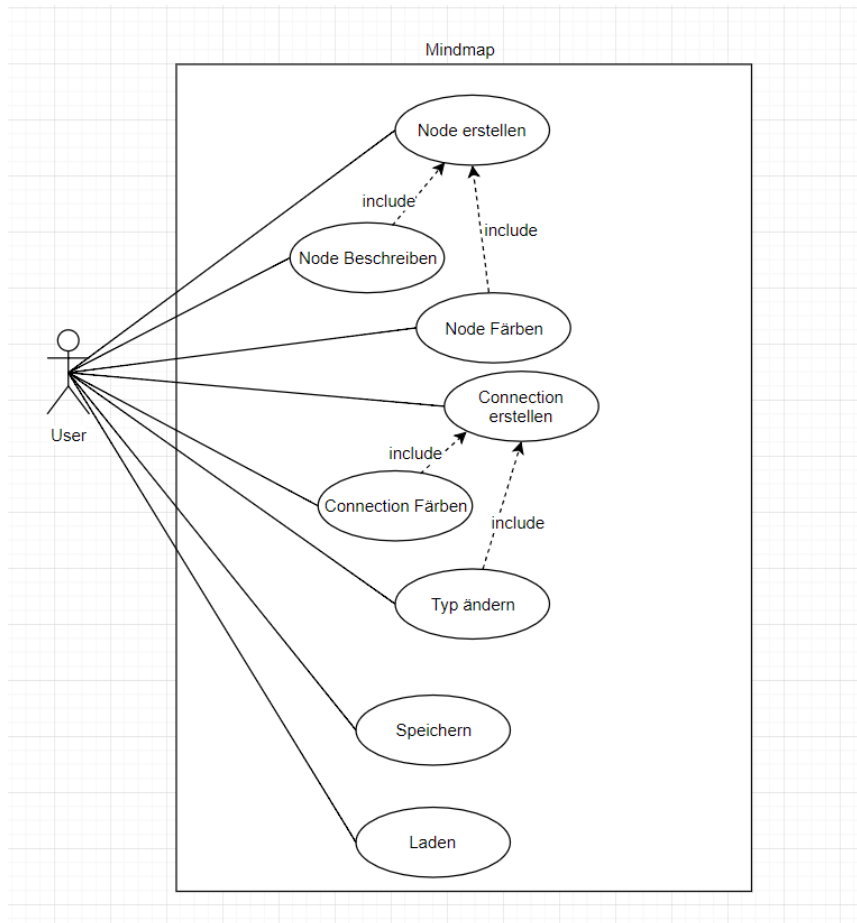 Mindmap
Node erstellen
include
include
Node Beschreiben
Node Färben
Connection
erstellen
User
include
Connection Färben
include
Typ ändern
Speichern
Laden